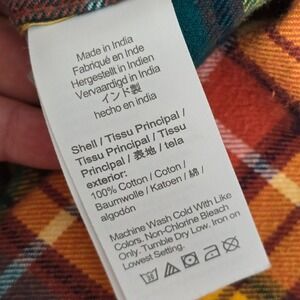 Made in India
Fabriqué en Inde
Hergestellt in Indien
Vervaardigd in India
インド製
hecho en india
Shell / Tissu Principal /
Tissu Principal / Tissu
Principal / 表地 / tela
exterior:
100% Cotton / Coton /
Baumwolle / Katoen / 綿 /
algodón
Machine Wash Cold With Like
Colors, Non-Chlorine Bleach
Only, Tumble Dry Low, Iron on
Lowest Setting.